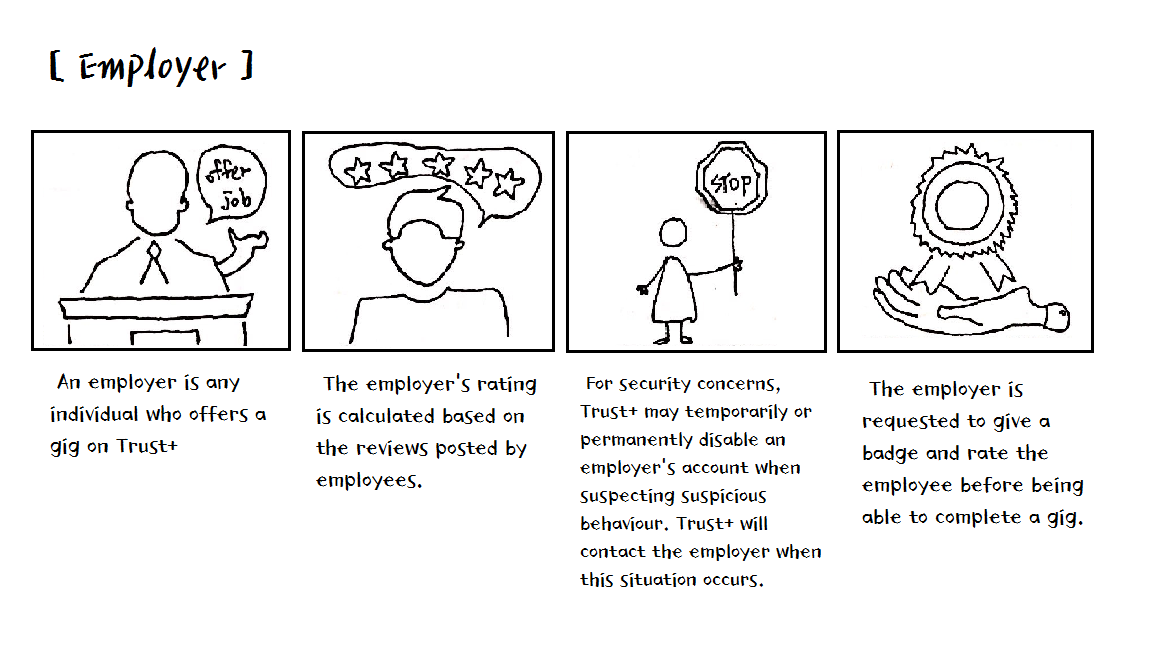 [ Employer ]
offer
job
An employer is any
individual who offers a
gig on Trust+
The employer's rating
is calculated based on
the reviews posted by
employees.
STOP
For security concerns,
Trust+ may temporarily or
permanently disable an
employer's account when
suspecting suspicious
behaviour. Trust+ will
contact the employer when
this situation occurs.
The employer is
requested to give a
badge and rate the
employee before being
able to complete a gig.